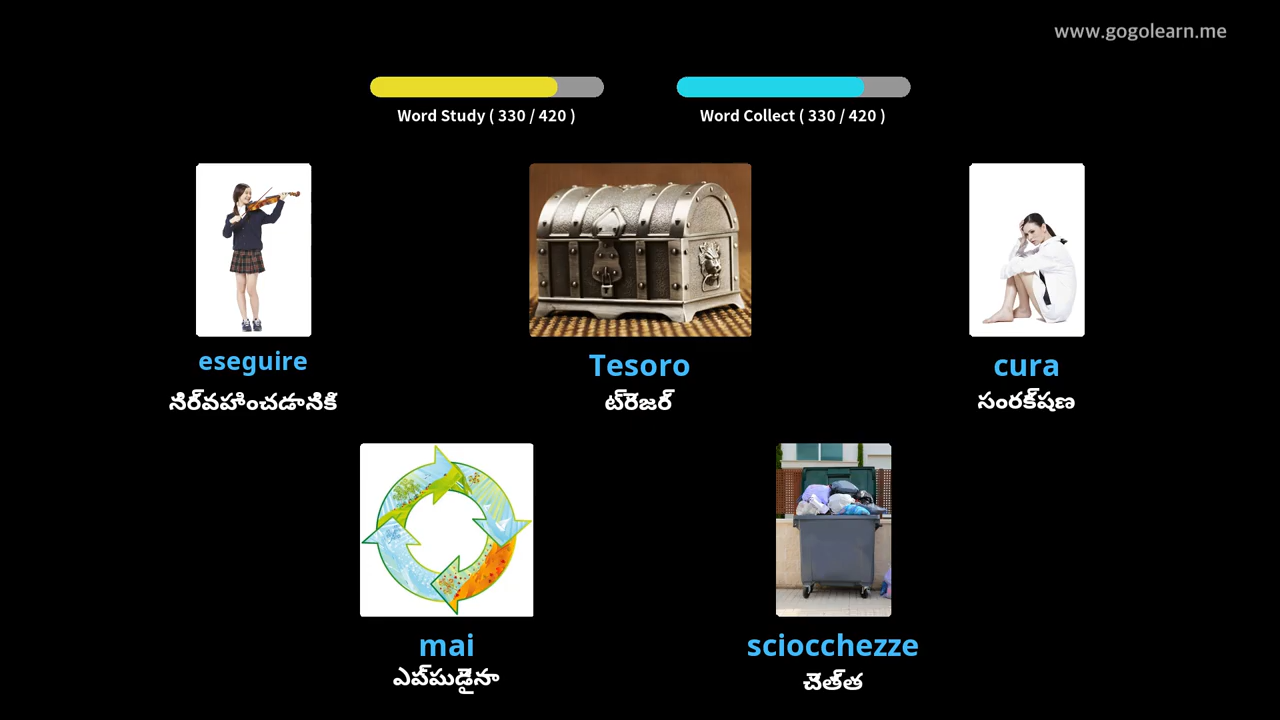 www.gogolearn.me
Word Study ( 330 / 420 )
Word Collect ( 330 / 420 )
eseguire
నిర్వహించడానికి
Tesoro
ట్రెజర్
cura
సంరక్షణ
mai
ఎప్పుడైనా
sciocchezze
చెత్త